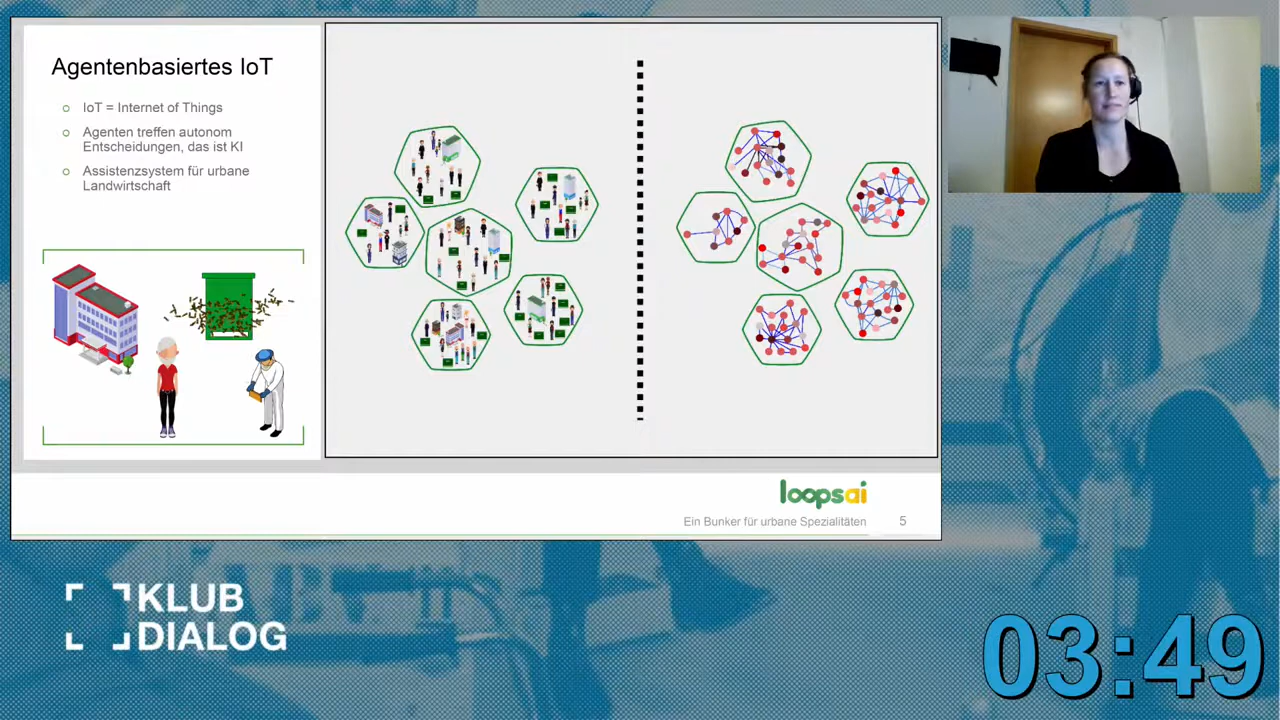 Agentenbasiertes IoT
IoT = Internet of Things
Agenten treffen autonom
Entscheidungen, das ist KI
Assistenzsystem für urbane
Landwirtschaft
loopsai
Ein Bunker für urbane Spezialitäten
5
KLUB
DIALOG
03:49